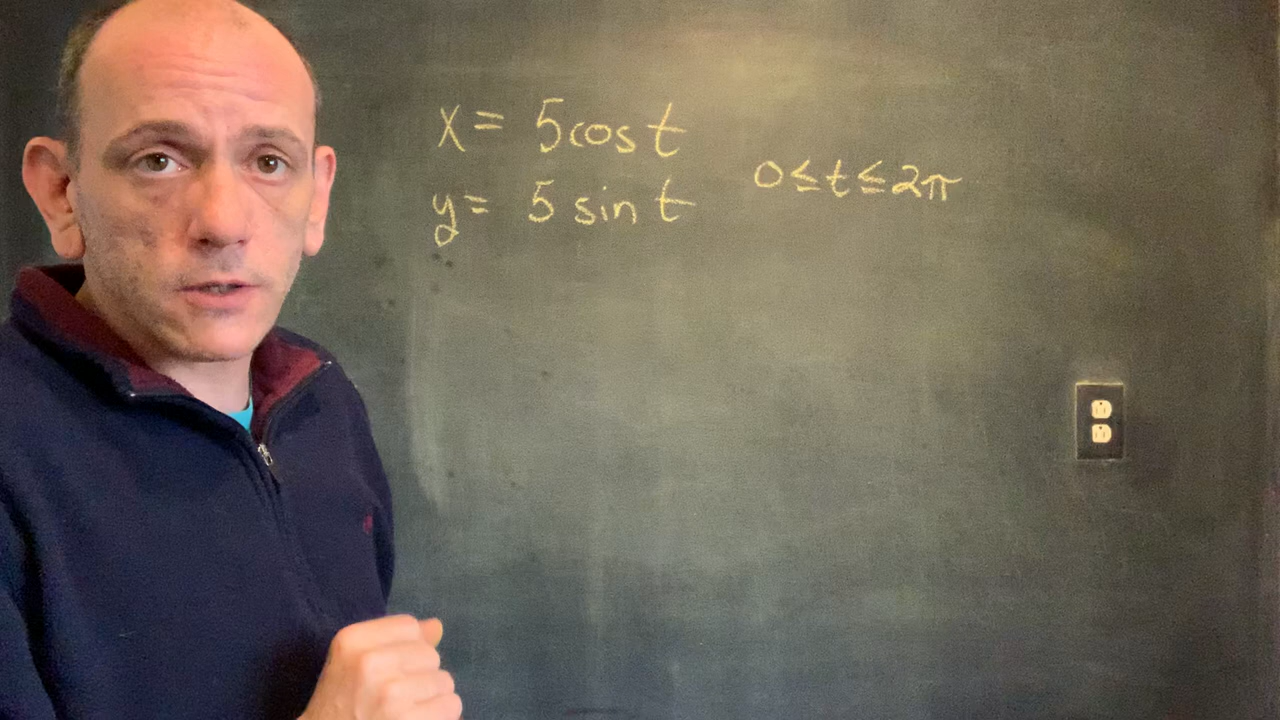 x = 5cos t
y = 5 sin t
0 ≤ t ≤ 2π